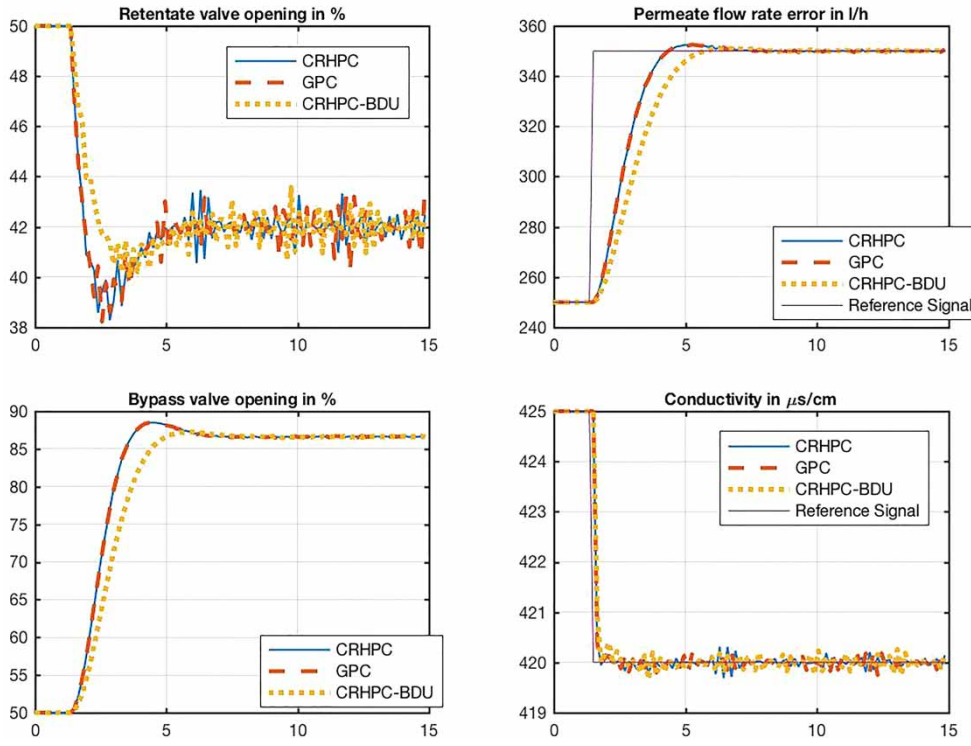 Retentate valve opening in %
50
48
46
44
42
40
38
0
5
10
15
CRHPC
GPC
CRHPC-BDU
Permeate flow rate error in l/h
360
340
320
300
280
260
240
0
5
10
15
CRHPC
GPC
CRHPC-BDU
Reference Signal
Bypass valve opening in %
90
85
80
75
70
65
60
55
50
0
5
10
15
CRHPC
GPC
CRHPC-BDU
Conductivity in μs/cm
425
424
423
422
421
420
419
0
5
10
15
CRHPC
GPC
CRHPC-BDU
Reference Signal